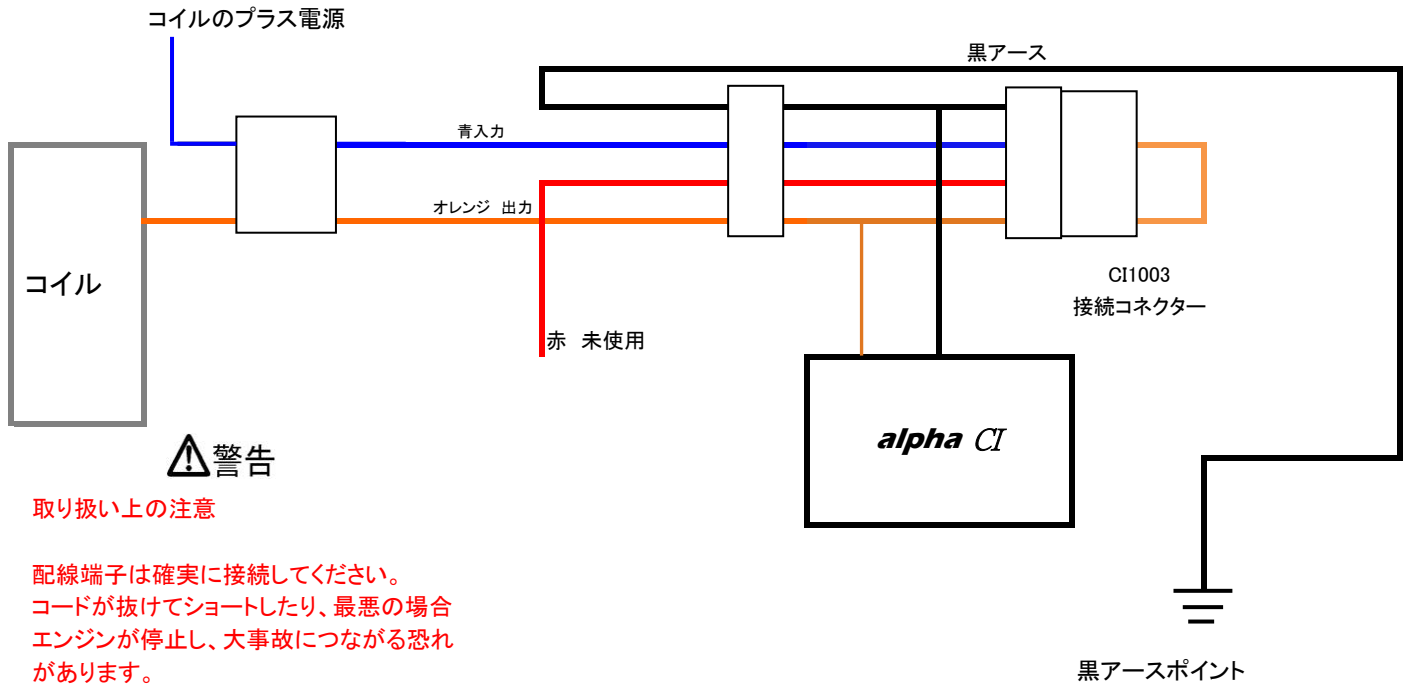 コイルのプラス電源
黒アース
青入力
オレンジ 出力
コイル
CI1003
接続コネクター
赤 未使用
alpha CI
⚠警告
取り扱い上の注意
配線端子は確実に接続してください。
コードが抜けてショートしたり、最悪の場合
エンジンが停止し、大事故につながる恐れ
があります。
黒アースポイント